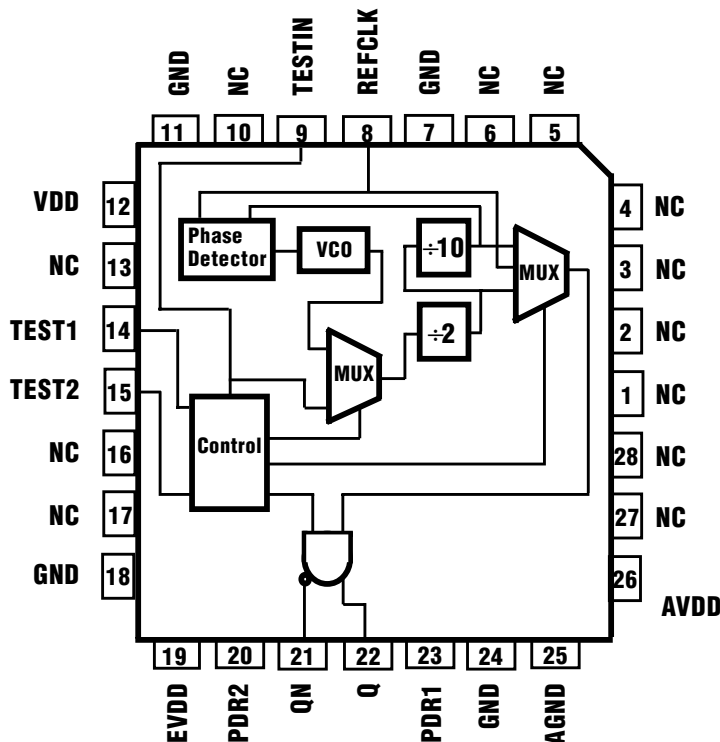 GND
NC
TESTIN
REFCLK
GND
NC
NC
11
10
9
8
7
6
5
VDD
12
NC
13
TEST1
14
TEST2
15
NC
16
NC
17
GND
18
Phase
Detector
VCO
÷10
MUX
÷2
MUX
Control
4
NC
3
NC
2
NC
1
NC
28
NC
27
NC
26
AVDD
19
20
21
22
23
24
25
EVDD
PDR2
QN
Q
PDR1
GND
AGND